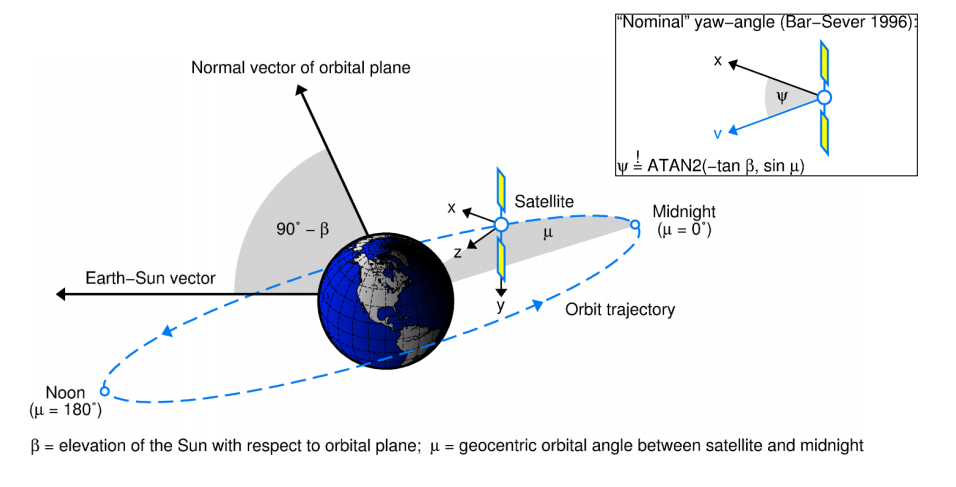 "Nominal" yaw−angle (Bar−Sever 1996):
x
ψ
v
ψ ≟ ATAN2(−tan β, sin μ)
Normal vector of orbital plane
90˚ − β
Earth−Sun vector
x
Satellite
z
μ
y
Midnight
(μ = 0˚)
Orbit trajectory
Noon
(μ = 180˚)
β = elevation of the Sun with respect to orbital plane; μ = geocentric orbital angle between satellite and midnight